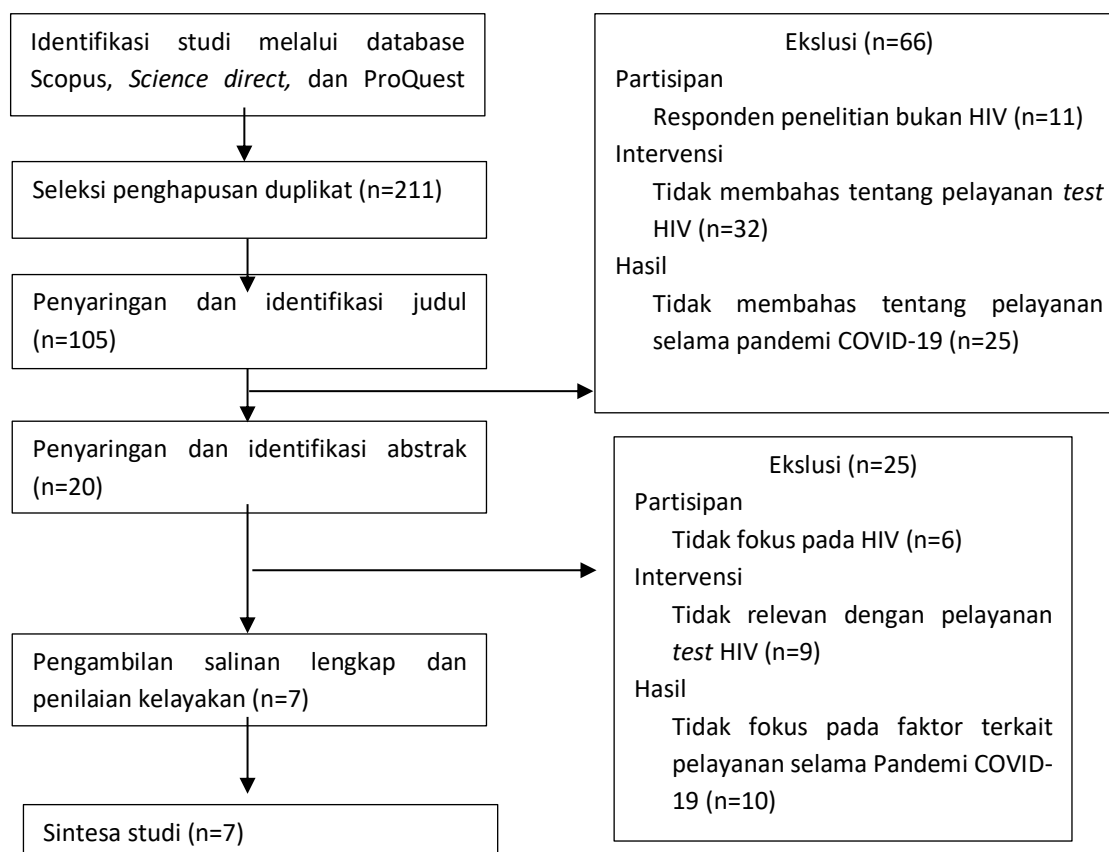 Identifikasi studi melalui database
Scopus, Science direct, dan ProQuest
Seleksi penghapusan duplikat (n=211)
Penyaringan dan identifikasi judul
(n=105)
Penyaringan dan identifikasi abstrak
(n=20)
Pengambilan salinan lengkap dan
penilaian kelayakan (n=7)
Sintesa studi (n=7)
Ekslusi (n=66)
Partisipan
Responden penelitian bukan HIV (n=11)
Intervensi
Tidak membahas tentang pelayanan test
HIV (n=32)
Hasil
Tidak membahas tentang pelayanan
selama pandemi COVID-19 (n=25)
Ekslusi (n=25)
Partisipan
Tidak fokus pada HIV (n=6)
Intervensi
Tidak relevan dengan pelayanan
test HIV (n=9)
Hasil
Tidak fokus pada faktor terkait
pelayanan selama Pandemi COVID-
19 (n=10)